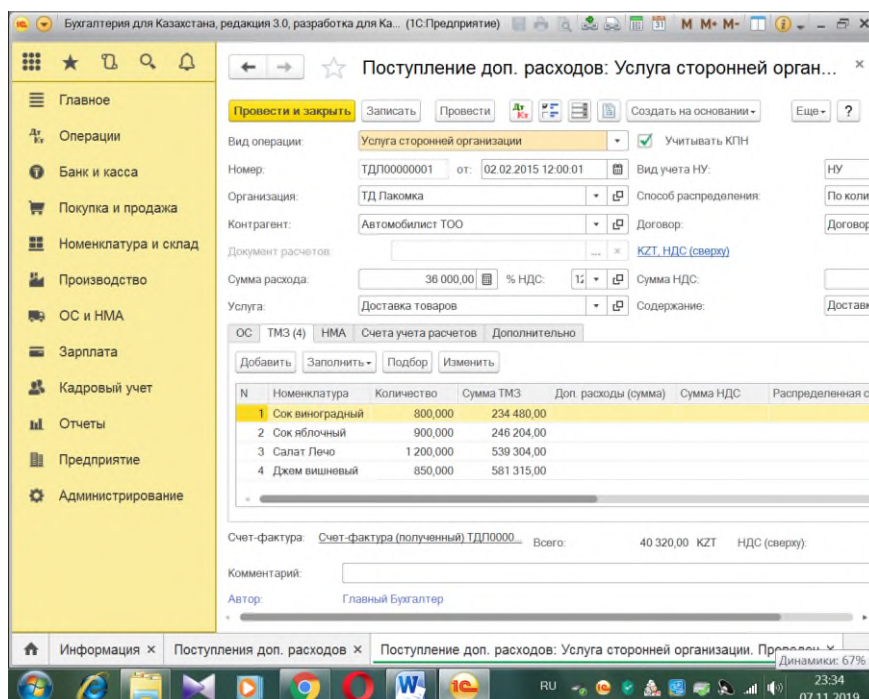 Бухгалтерия для Казахстана, редакция 3.0, разработка для Ка... (1С:Предприятие) M M+ M-
Главное
Операции
Банк и касса
Покупка и продажа
Номенклатура и склад
Производство
ОС и НМА
Зарплата
Кадровый учет
Отчеты
Предприятие
Администрирование
Поступление доп. расходов: Услуга сторонней орган...
Провести и закрыть Записать Провести Дт Кт Создать на основании Еще ?
Вид операции: Услуга сторонней организации Учитывать КПН
Номер: ТДЛ00000001 от: 02.02.2015 12:00:01 Вид учета НУ: НУ
Организация: ТД Лакомка Способ распределения: По коли
Контрагент: Автомобилист ТОО Договор: Договор
Документ расчетов: ... KZT, НДС (сверху)
Сумма расхода: 36 000,00 % НДС: 12 Сумма НДС:
Услуга: Доставка товаров Содержание: Достав
ОС ТМЗ (4) НМА Счета учета расчетов Дополнительно
Добавить Заполнить Подбор Изменить
N Номенклатура Количество Сумма ТМЗ Доп. расходы (сумма) Сумма НДС Распределенная с
1 Сок виноградный 800,000 234 480,00
2 Сок яблочный 900,000 246 204,00
3 Салат Лечо 1 200,000 539 304,00
4 Джем вишневый 850,000 581 315,00
Счет-фактура: Счет-фактура (полученный) ТДЛ0000... Всего: 40 320,00 KZT НДС (сверху):
Комментарий:
Автор: Главный Бухгалтер
Информация × Поступления доп. расходов × Поступление доп. расходов: Услуга сторонней организации. Проведен ×
Динамики: 67%
RU 23:34
07.11.2019